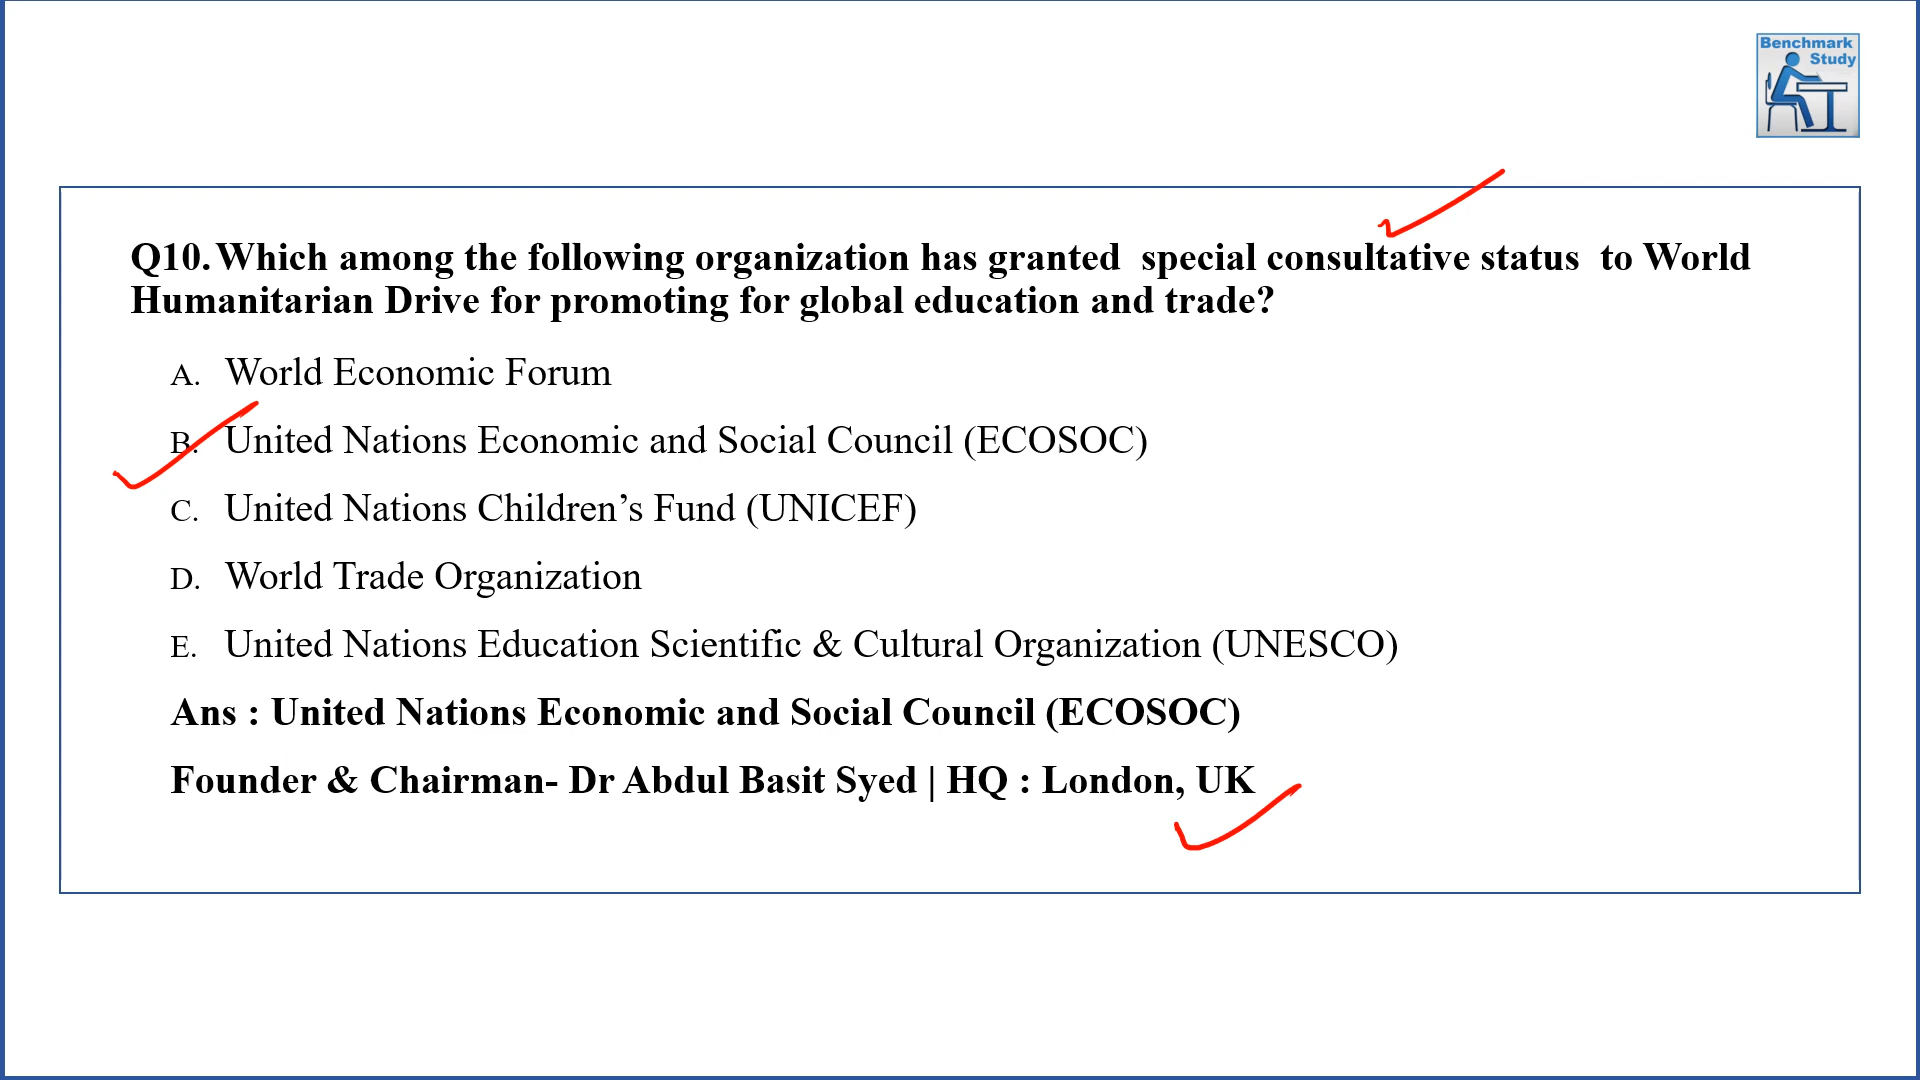 Benchmark
Study
Q10. Which among the following organization has granted special consultative status to World
Humanitarian Drive for promoting for global education and trade?
A. World Economic Forum
B. United Nations Economic and Social Council (ECOSOC)
C. United Nations Children’s Fund (UNICEF)
D. World Trade Organization
E. United Nations Education Scientific & Cultural Organization (UNESCO)
Ans : United Nations Economic and Social Council (ECOSOC)
Founder & Chairman- Dr Abdul Basit Syed | HQ : London, UK